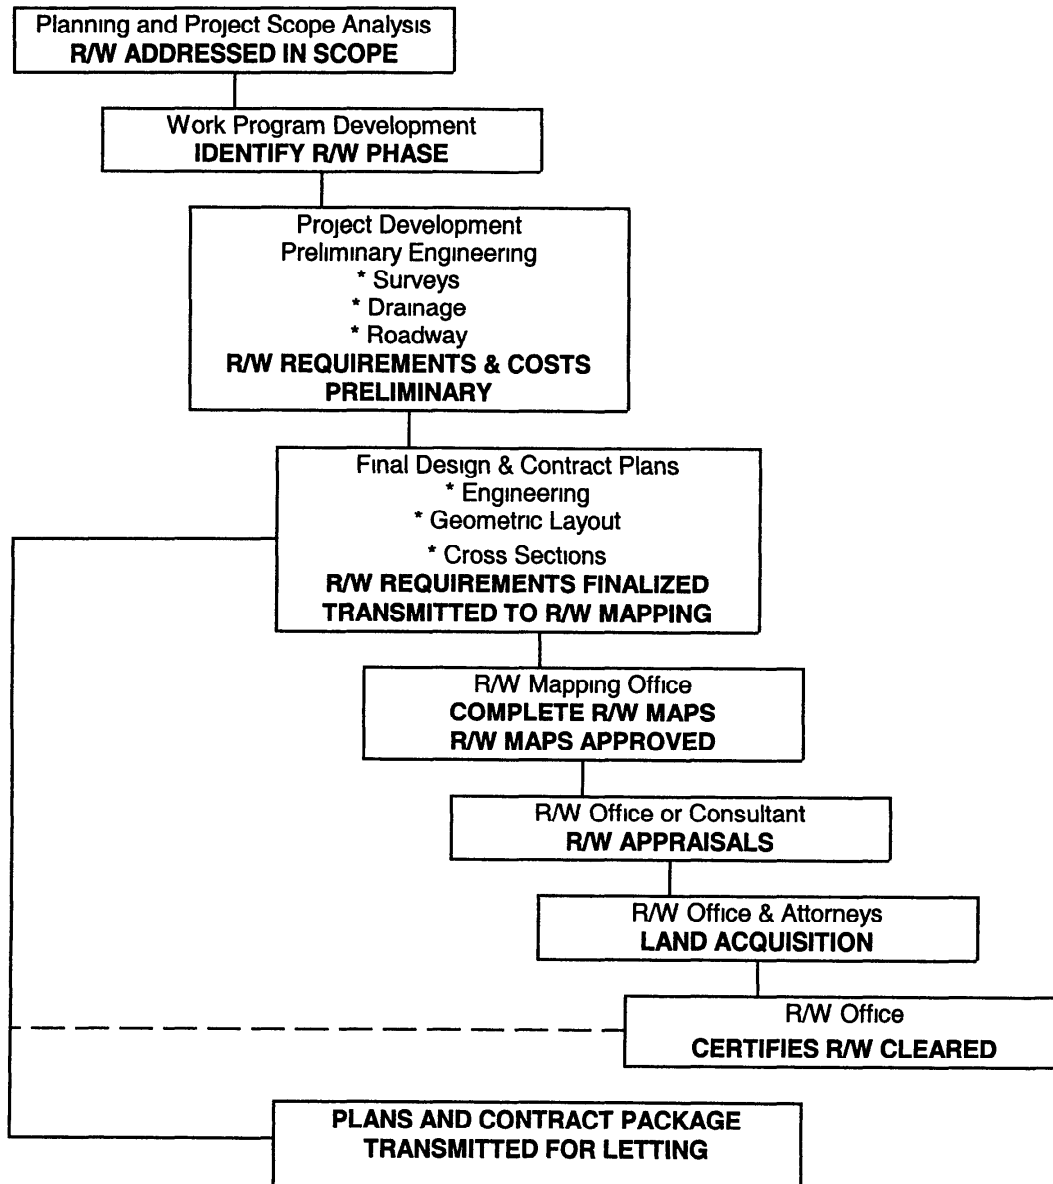 Planning and Project Scope Analysis
R/W ADDRESSED IN SCOPE
Work Program Development
IDENTIFY R/W PHASE
Project Development
Preliminary Engineering
* Surveys
* Drainage
* Roadway
R/W REQUIREMENTS & COSTS
PRELIMINARY
Final Design & Contract Plans
* Engineering
* Geometric Layout
* Cross Sections
R/W REQUIREMENTS FINALIZED
TRANSMITTED TO R/W MAPPING
R/W Mapping Office
COMPLETE R/W MAPS
R/W MAPS APPROVED
R/W Office or Consultant
R/W APPRAISALS
R/W Office & Attorneys
LAND ACQUISITION
R/W Office
CERTIFIES R/W CLEARED
PLANS AND CONTRACT PACKAGE
TRANSMITTED FOR LETTING